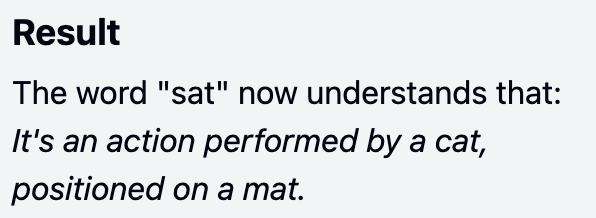 Result
The word "sat" now understands that:
It's an action performed by a cat,
positioned on a mat.